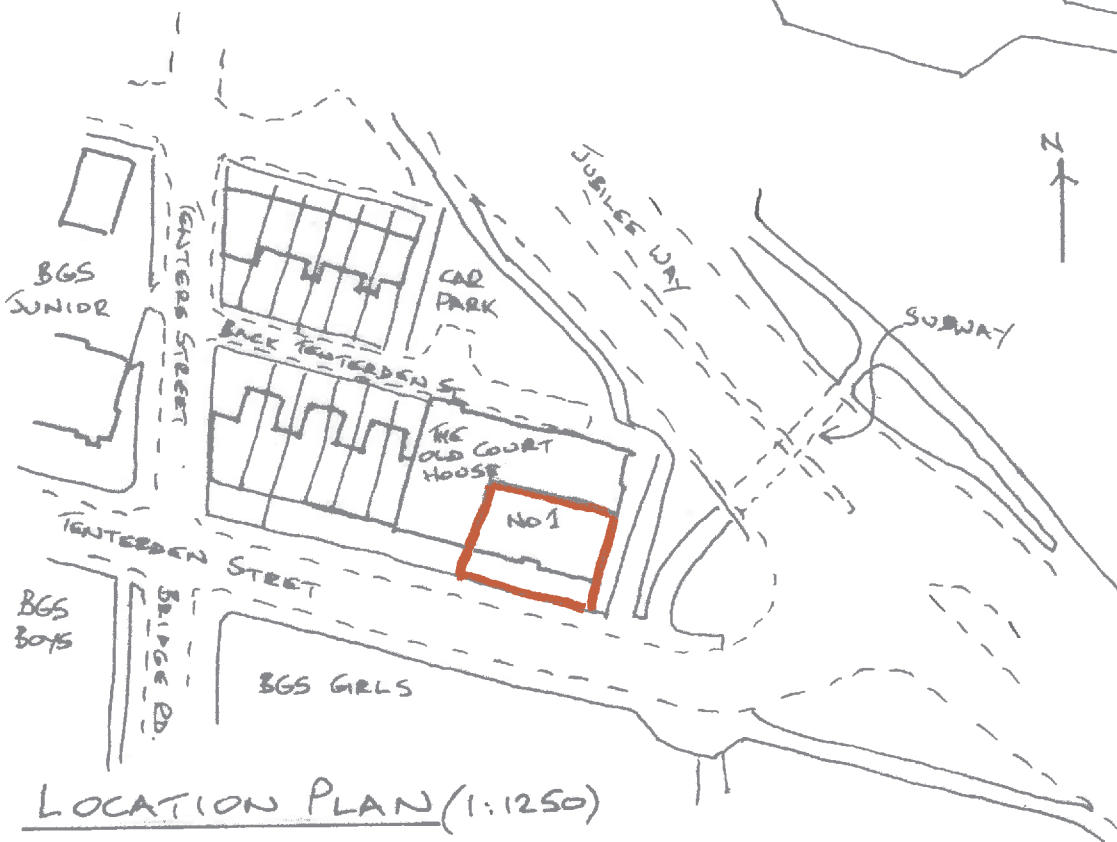 N
JUBILEE WAY
BGS
JUNIOR
TENTERS STREET
CAR
PARK
SUBWAY
BACK TENTERDEN ST.
THE
OLD COURT
HOUSE
No 1
TENTERDEN STREET
BGS
BOYS
BRIDGE RD.
BGS GIRLS
LOCATION PLAN (1:1250)